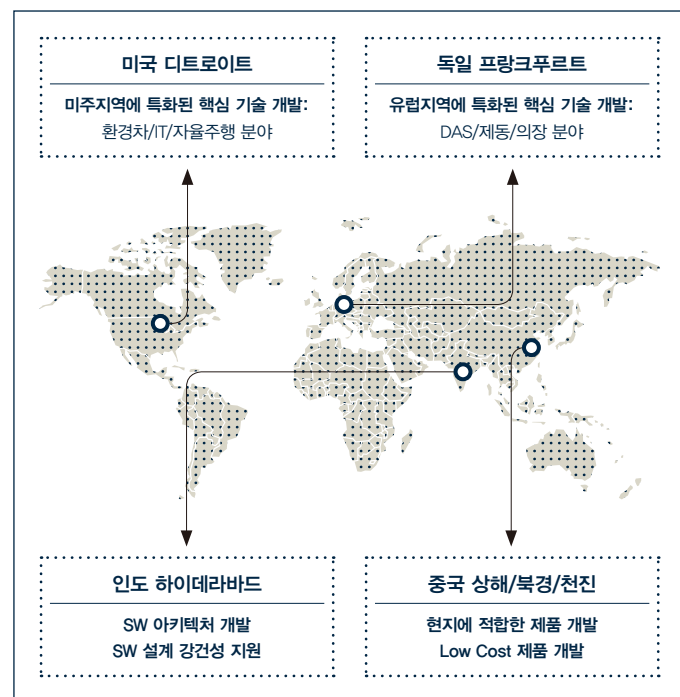 미국 디트로이트
미주지역에 특화된 핵심 기술 개발:
환경차/IT/자율주행 분야
독일 프랑크푸르트
유럽지역에 특화된 핵심 기술 개발:
DAS/제동/의장 분야
인도 하이데라바드
SW 아키텍처 개발
SW 설계 강건성 지원
중국 상해/북경/천진
현지에 적합한 제품 개발
Low Cost 제품 개발